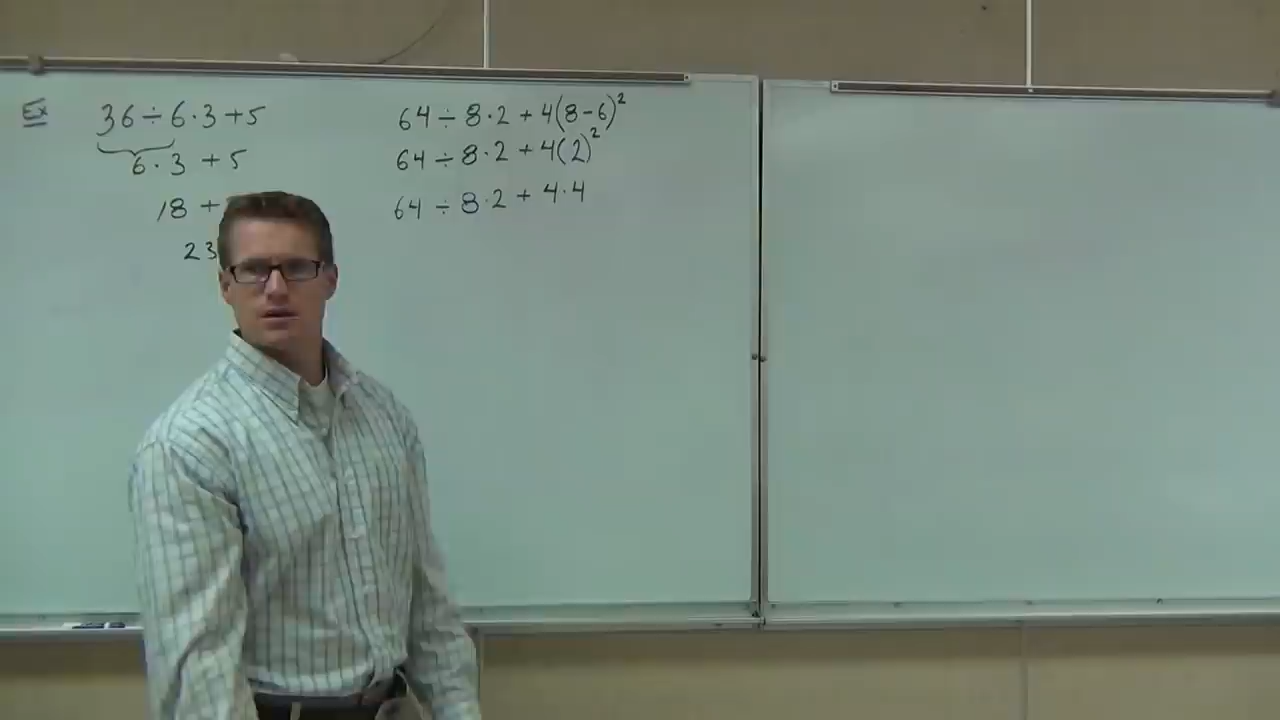 Ex 36 ÷ 6 · 3 + 5
6 · 3 + 5
18 +
23
64 ÷ 8 · 2 + 4(8 − 6)²
64 ÷ 8 · 2 + 4(2)²
64 ÷ 8 · 2 + 4 · 4